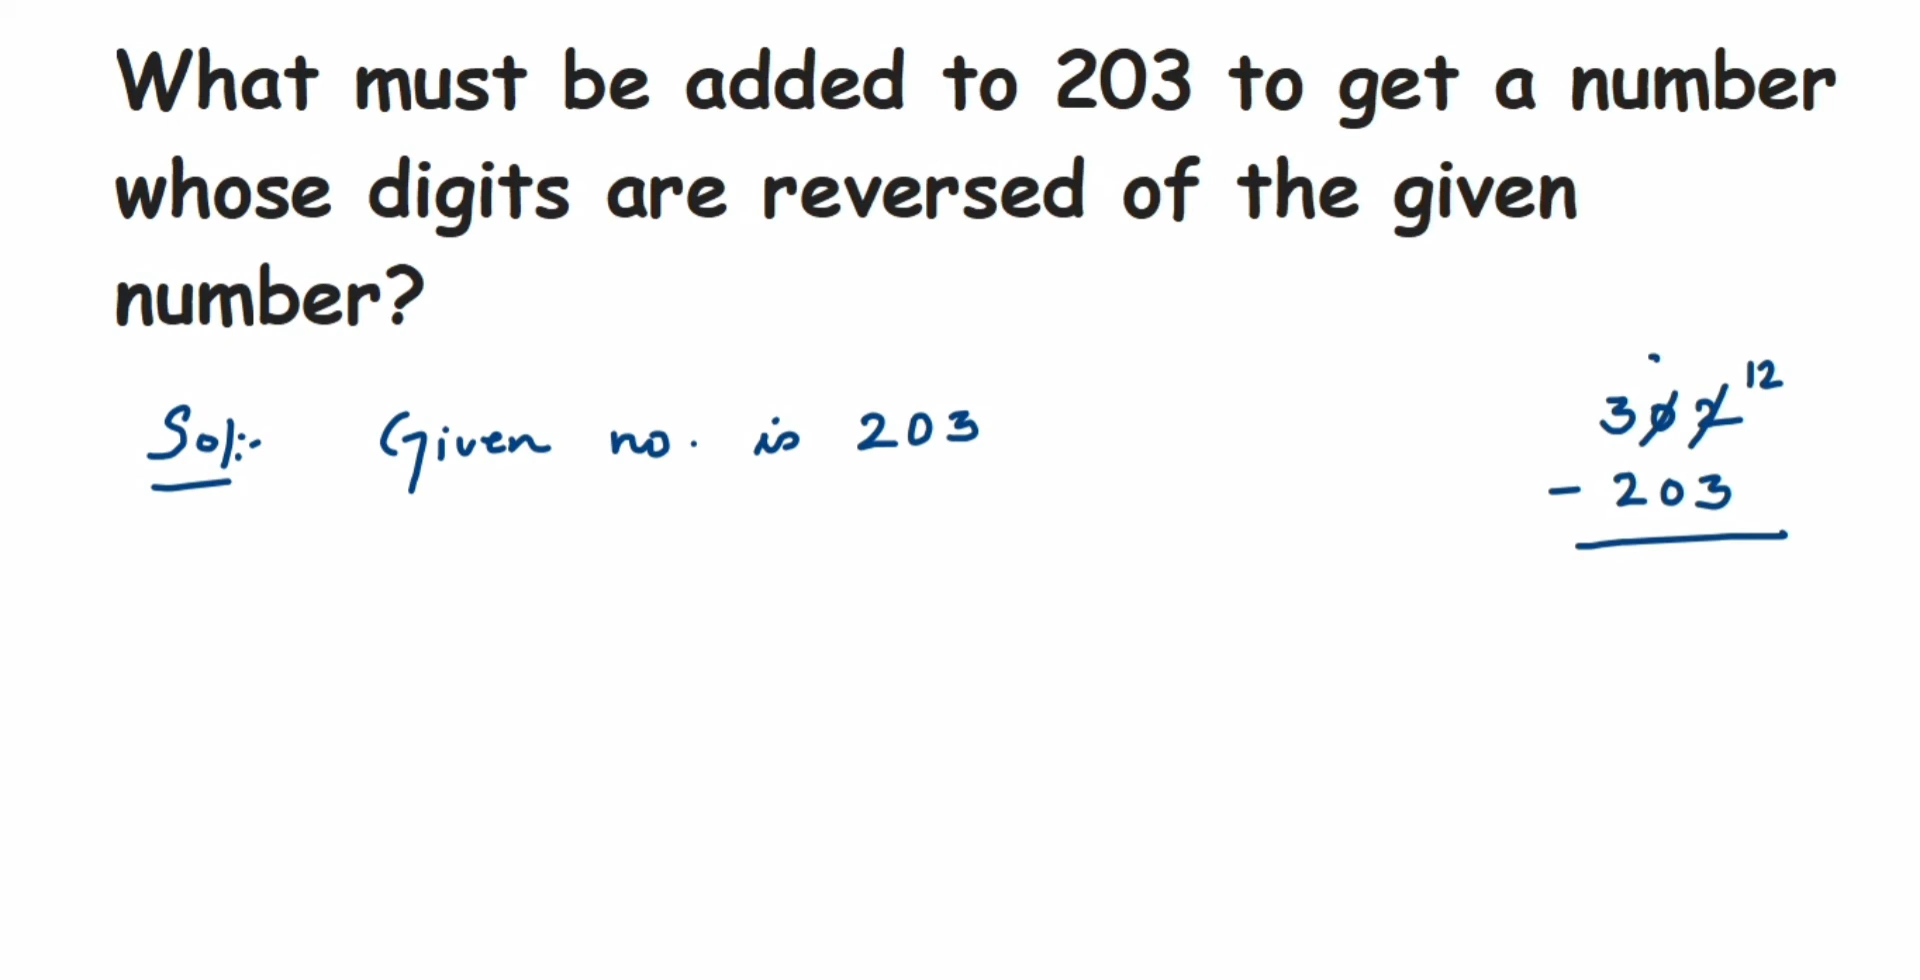 What must be added to 203 to get a number
whose digits are reversed of the given
number?
Sol:- Given no. is 203
12
302
- 203